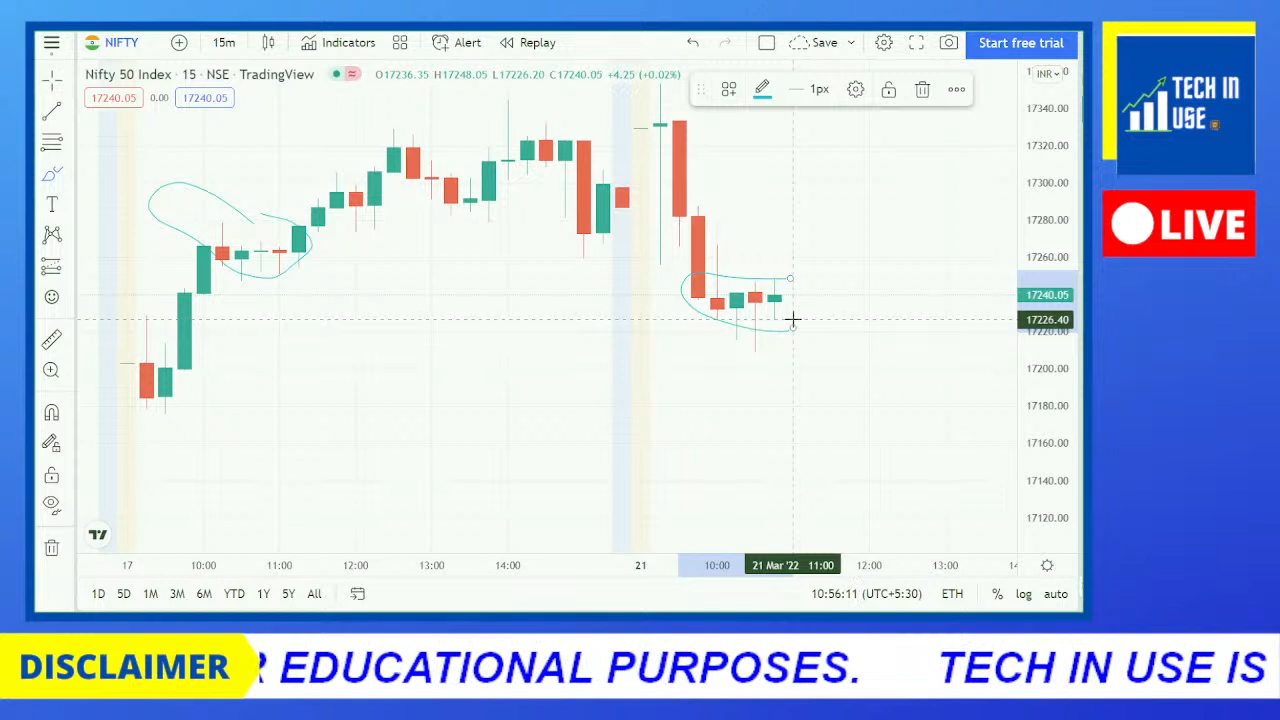 NIFTY 15m Indicators Alert Replay Save Start free trial
Nifty 50 Index · 15 · NSE · TradingView O17236.35 H17248.05 L17226.20 C17240.05 +4.25 (+0.02%)
17240.05 0.00 17240.05
1px
INR
17340.00
17320.00
17300.00
17280.00
17260.00
17240.05
17226.40
17220.00
17200.00
17180.00
17160.00
17140.00
17120.00
17 10:00 11:00 12:00 13:00 14:00 21 10:00 21 Mar '22 11:00 12:00 13:00
1D 5D 1M 3M 6M YTD 1Y 5Y All 10:56:11 (UTC+5:30) ETH % log auto
TECH IN
USE
LIVE
DISCLAIMER
R EDUCATIONAL PURPOSES. TECH IN USE IS